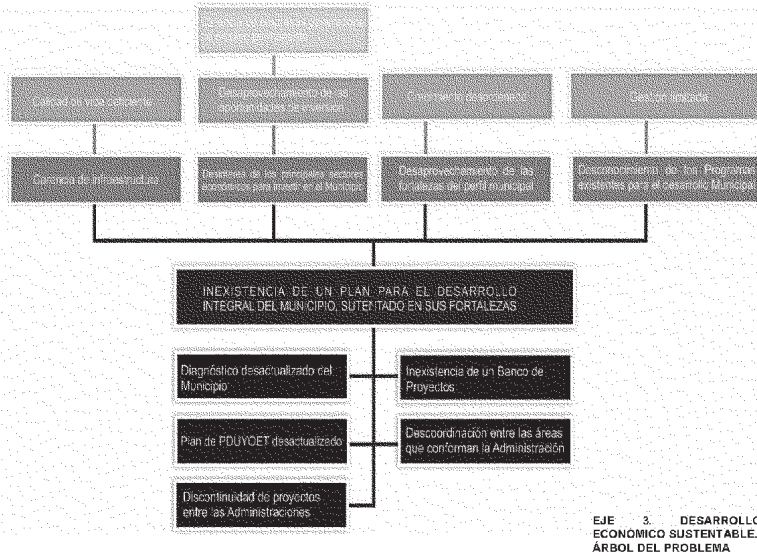 Calidad de vida deficiente
Desaprovechamiento de las
oportunidades de inversión
Carencia de infraestructura
Desinterés de los principales sectores
económicos para invertir en el Municipio
Desaprovechamiento de las
fortalezas del perfil municipal
Desconocimiento de los Programas
existentes para el desarrollo Municipal
INEXISTENCIA DE UN PLAN PARA EL DESARROLLO
INTEGRAL DEL MUNICIPIO, SUTENTADO EN SUS FORTALEZAS
Diagnóstico desactualizado del
Municipio
Inexistencia de un Banco de
Proyectos
Plan de PDUYOET desactualizado
Descoordinación entre las áreas
que conforman la Administración
Discontinuidad de proyectos
entre las Administraciones
EJE 3. DESARROLLO
ECONÓMICO SUSTENTABLE.
ÁRBOL DEL PROBLEMA